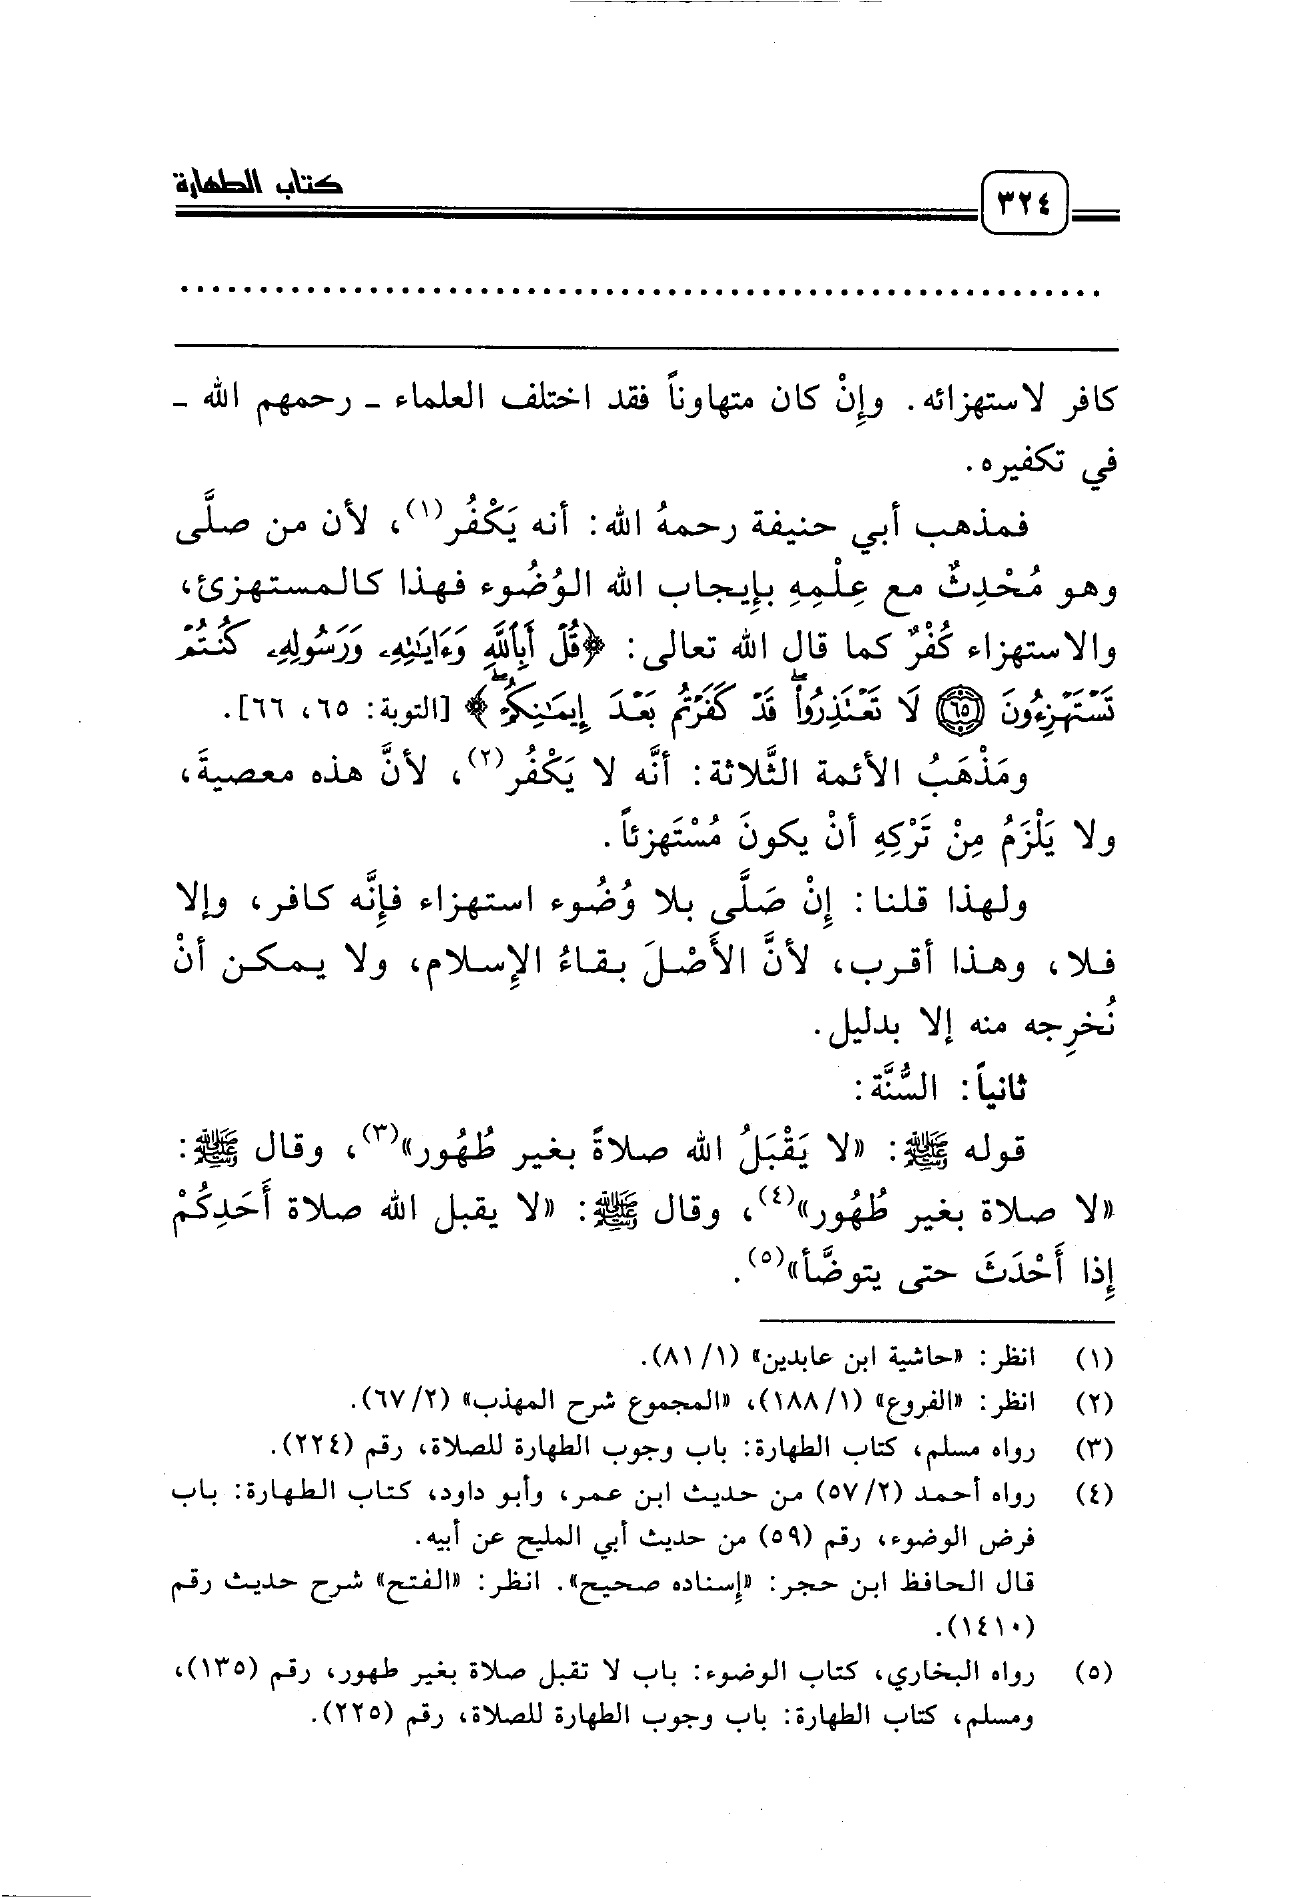 كتاب الطهارة
٣٢٤
كافر لاستهزائه. وإِنْ كان متهاوناً فقد اختلف العلماء ـ رحمهم الله ـ
في تكفيره.
فمذهب أبي حنيفة رحمهُ الله: أنه يَكْفُر(١)، لأن من صلَّى
وهو مُحْدِثٌ مع عِلْمِهِ بإِيجاب الله الوُضُوء فهذا كالمستهزئ،
والاستهزاء كُفْرٌ كما قال الله تعالى: ﴿قُلْ أَبِٱللَّهِ وَءَايَـٰتِهِۦ وَرَسُولِهِۦ كُنتُمْ
تَسْتَهْزِءُونَ ۝٦٥ لَا تَعْتَذِرُوا۟ ۖ قَدْ كَفَرْتُم بَعْدَ إِيمَـٰنِكُمْ ۚ﴾ [التوبة: ٦٥، ٦٦].
ومَذْهَبُ الأئمة الثَّلاثة: أنَّه لا يَكْفُر(٢)، لأنَّ هذه معصيةَ،
ولا يَلْزَمُ مِنْ تَرْكِهِ أنْ يكونَ مُسْتَهزئاً.
ولهذا قلنا: إِنْ صَلَّى بلا وُضُوء استهزاء فإِنَّه كافر، وإلا
فلا، وهذا أقرب، لأنَّ الأَصْلَ بقاءُ الإِسلام، ولا يمكن أنْ
نُخرِجه منه إلا بدليل.
ثانياً: السُّنَّة:
قوله ﷺ: «لا يَقْبَلُ الله صلاةً بغير طُهُور»(٣)، وقال ﷺ:
«لا صلاة بغير طُهُور»(٤)، وقال ﷺ: «لا يقبل الله صلاة أَحَدِكُمْ
إِذا أَحْدَثَ حتى يتوضَّأ»(٥).
(١) انظر: «حاشية ابن عابدين» (٨١/١).
(٢) انظر: «الفروع» (١٨٨/١)، «المجموع شرح المهذب» (٦٧/٢).
(٣) رواه مسلم، كتاب الطهارة: باب وجوب الطهارة للصلاة، رقم (٢٢٤).
(٤) رواه أحمد (٥٧/٢) من حديث ابن عمر، وأبو داود، كتاب الطهارة: باب
فرض الوضوء، رقم (٥٩) من حديث أبي المليح عن أبيه.
قال الحافظ ابن حجر: «إسناده صحيح». انظر: «الفتح» شرح حديث رقم
(١٤١٠).
(٥) رواه البخاري، كتاب الوضوء: باب لا تقبل صلاة بغير طهور، رقم (١٣٥)،
ومسلم، كتاب الطهارة: باب وجوب الطهارة للصلاة، رقم (٢٢٥).